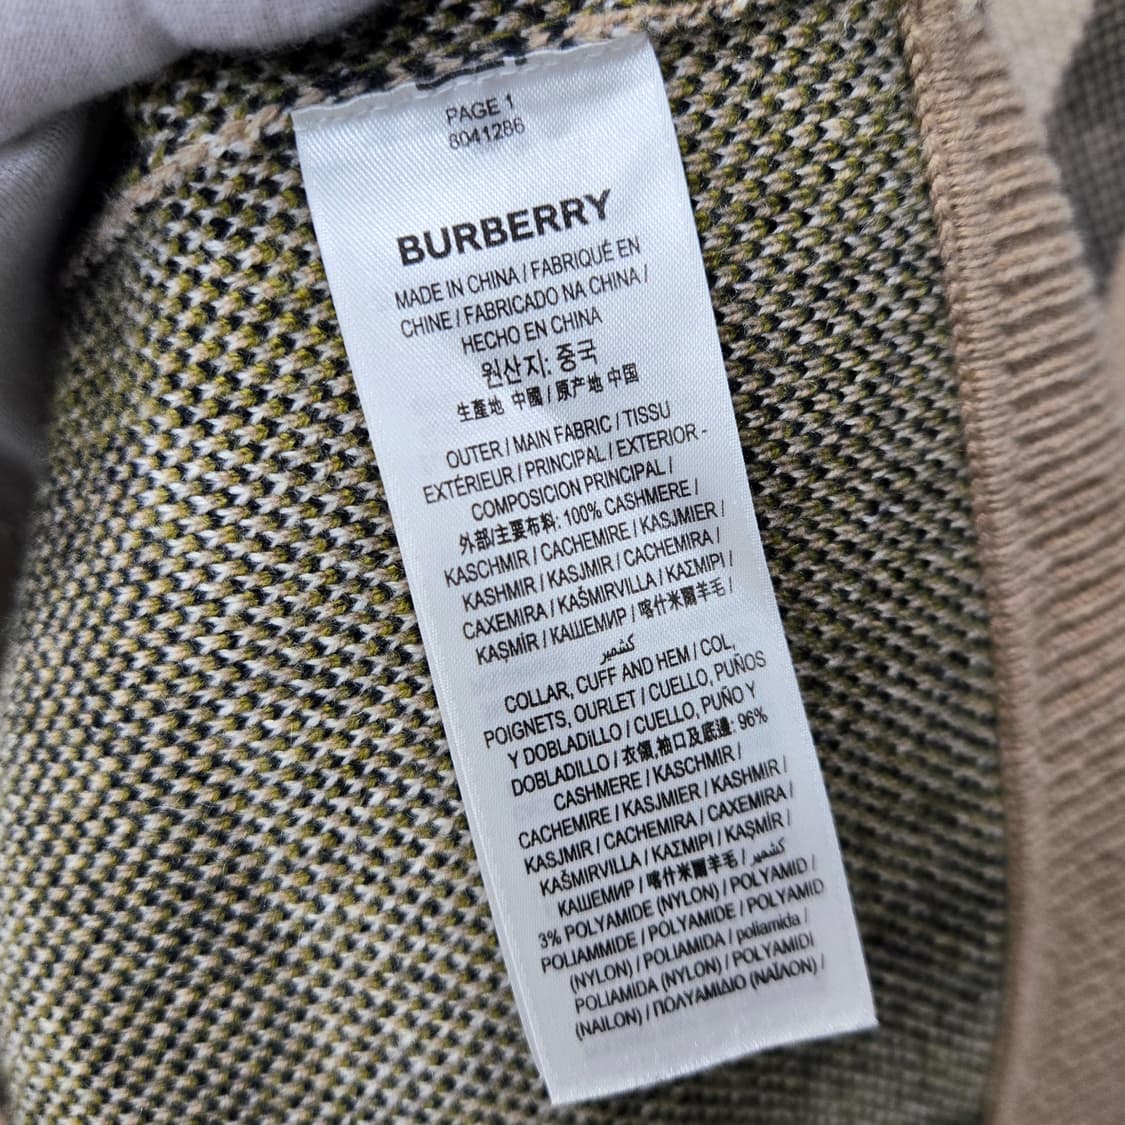 PAGE 1
8041286
BURBERRY
MADE IN CHINA / FABRIQUÉ EN
CHINE / FABRICADO NA CHINA /
HECHO EN CHINA
원산지: 중국
生產地 中國 / 原产地 中国
OUTER / MAIN FABRIC / TISSU
EXTÉRIEUR / PRINCIPAL / EXTERIOR -
COMPOSICION PRINCIPAL /
外部/主要布料: 100% CASHMERE /
KASCHMIR / CACHEMIRE / KASJMIER /
KASHMIR / KASJMIR / CACHEMIRA /
CAXEMIRA / KAŠMIRVILLA / ΚΑΣΜΙΡΙ /
KAŞMİR / КАШЕМИР / 喀什米爾羊毛 /
كشمير
COLLAR, CUFF AND HEM / COL,
POIGNETS, OURLET / CUELLO, PUÑOS
Y DOBLADILLO / CUELLO, PUÑO Y
DOBLADILLO / 衣領,袖口及底邊: 96%
CASHMERE / KASCHMIR /
CACHEMIRE / KASJMIER / KASHMIR /
KASJMIR / CACHEMIRA / CAXEMIRA /
KAŠMIRVILLA / ΚΑΣΜΙΡΙ / KAŞMİR /
КАШЕМИР / 喀什米爾羊毛 / كشمير
3% POLYAMIDE (NYLON) / POLYAMID /
POLIAMMIDE / POLYAMIDE / POLYAMID
(NYLON) / POLIAMIDA / poliamida /
POLIAMIDA (NYLON) / POLYAMIDI
(NAILON) / ΠΟΛΥΑΜΙΔΙΟ (ΝΑΪΛΟΝ) /